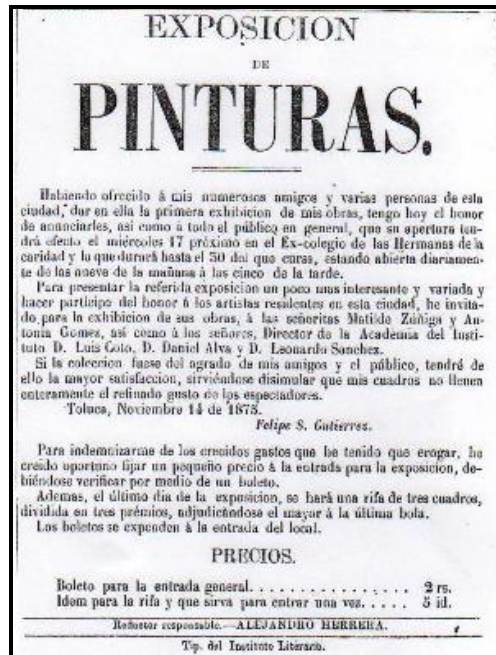 EXPOSICION
DE
PINTURAS.
Habiendo ofrecido á mis numerosos amigos y varias personas de esta
ciudad, dar en ella la primera exhibicion de mis obras, tengo hoy el honor
de anunciarles, asi como á todo el público en general, que su apertura ten-
drá efecto el miércoles 17 próximo en el Ex-colegio de las Hermanas de la
caridad y lo que durará hasta el 30 del que cursa, estando abierta diariamen-
te de las nueve de la mañana á las cinco de la tarde.
Para presentar la referida exposicion un poco mas interesante y variada y
hacer participe del honor á los artistas residentes en esta ciudad, he invita-
do para la exhibicion de sus obras, á las señoritas Matilde Zúñiga y An-
tonia Gomez, asi como á los señores, Director de la Academia del Insti-
tuto D. Luis Coto, D. Daniel Alva y D. Leonardo Sanchez.
Si la coleccion fuese del agrado de mis amigos y el público, tendré de
ello la mayor satisfaccion, sirviéndose disimular que mis cuadros no llenen
enteramente el refinado gusto de los espectadores.
Toluca, Noviembre 14 de 1875.
Felipe S. Gutierrez.
Para indemnizarme de los crecidos gastos que he tenido que erogar, he
creido oportuno fijar un pequeño precio á la entrada para la exposicion, de-
biéndose verificar por medio de un boleto.
Ademas, el último dia de la exposicion, se hará una rifa de tres cuadros,
dividida en tres prémios, adjudicándose el mayor á la última bola.
Los boletos se expenden á la entrada del local.
PRECIOS.
Boleto para la entrada general. . . . . . . . . . . . . . . . 2 rs.
Idem para la rifa y que sirva para entrar una vez. . . . . 5 id.
Redactor responsable.—ALEJANDRO HERRERA.
Tip. del Instituto Literario.